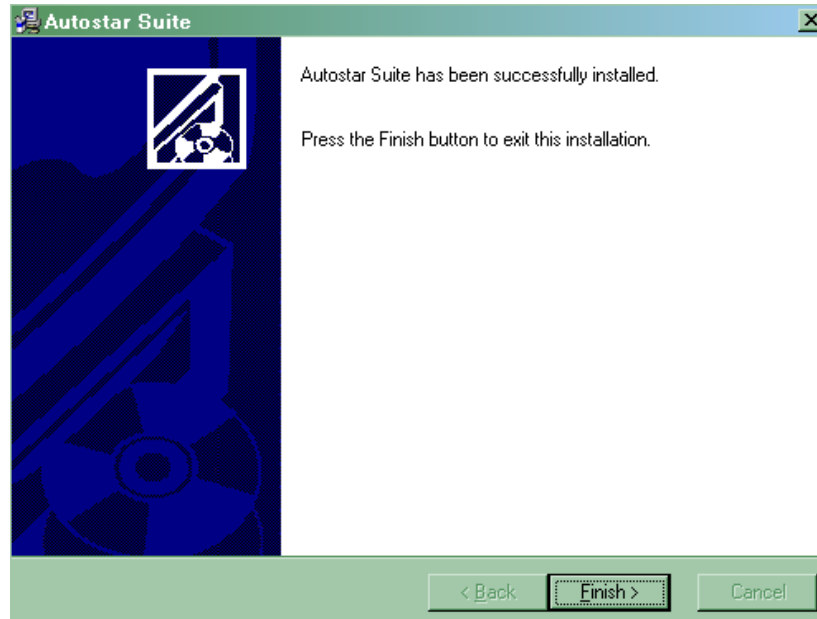 Autostar Suite
Autostar Suite has been successfully installed.
Press the Finish button to exit this installation.
< Back
Finish >
Cancel